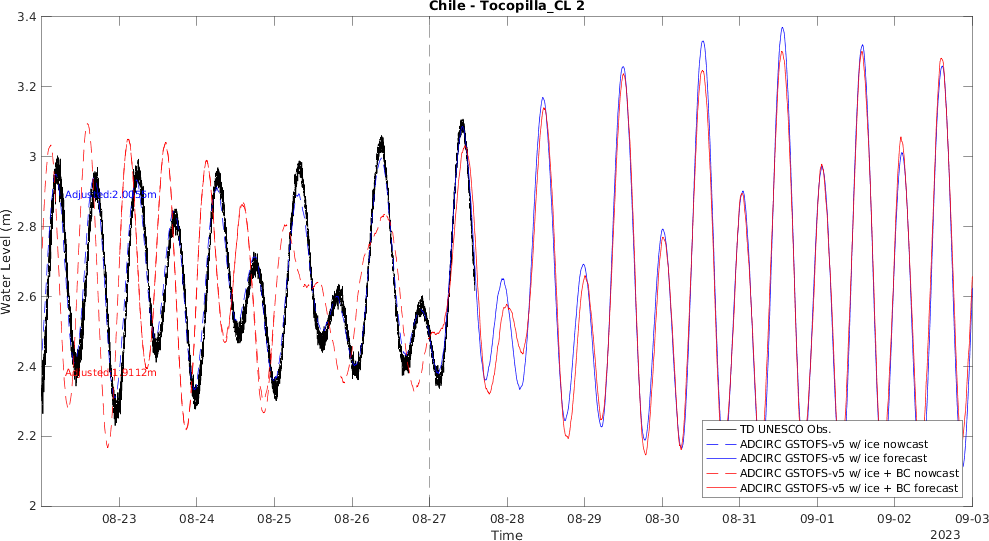 Chile - Tocopilla_CL 2
3.4
3.2
3
2.8
2.6
2.4
2.2
2
Water Level (m)
Adjusted:2.0056m
Adjusted:1.9112m
TD UNESCO Obs.
ADCIRC GSTOFS-v5 w/ ice nowcast
ADCIRC GSTOFS-v5 w/ ice forecast
ADCIRC GSTOFS-v5 w/ ice + BC nowcast
ADCIRC GSTOFS-v5 w/ ice + BC forecast
08-23
08-24
08-25
08-26
08-27
08-28
08-29
08-30
08-31
09-01
09-02
09-03
Time
2023